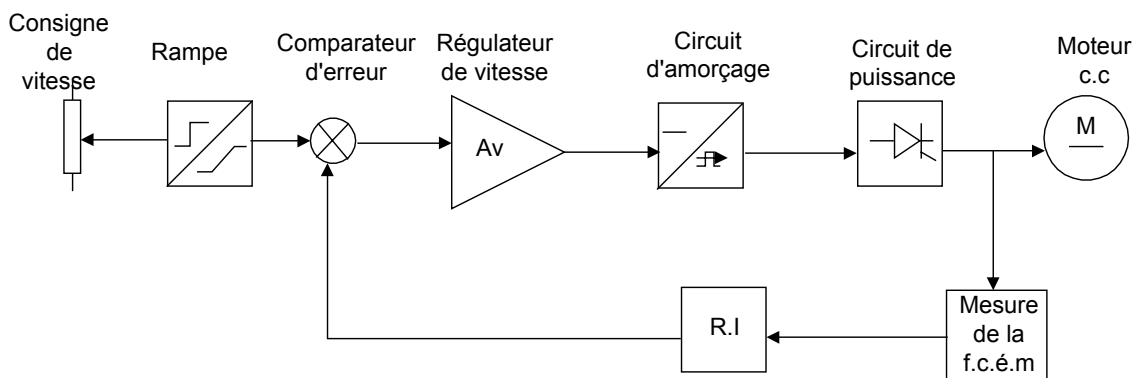 Consigne
de
vitesse
Rampe
Comparateur
d'erreur
Régulateur
de vitesse
Circuit
d'amorçage
Circuit de
puissance
Moteur
c.c
Av
M
R.I
Mesure
de la
f.c.é.m